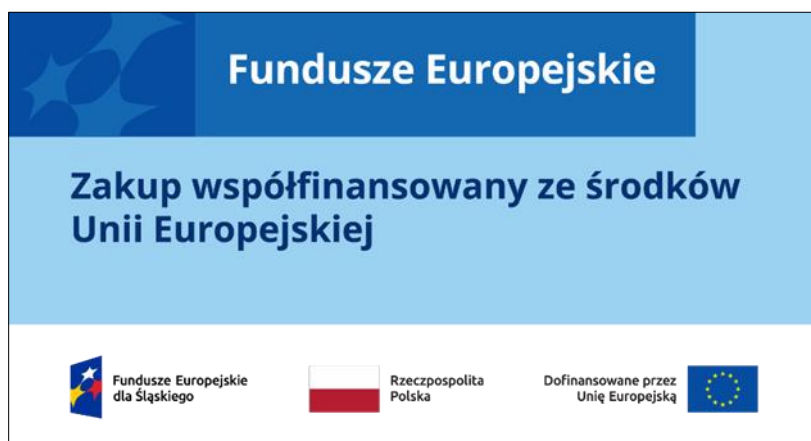 Fundusze Europejskie
Zakup współfinansowany ze środków
Unii Europejskiej
Fundusze Europejskie
dla Śląskiego
Rzeczpospolita
Polska
Dofinansowane przez
Unię Europejską